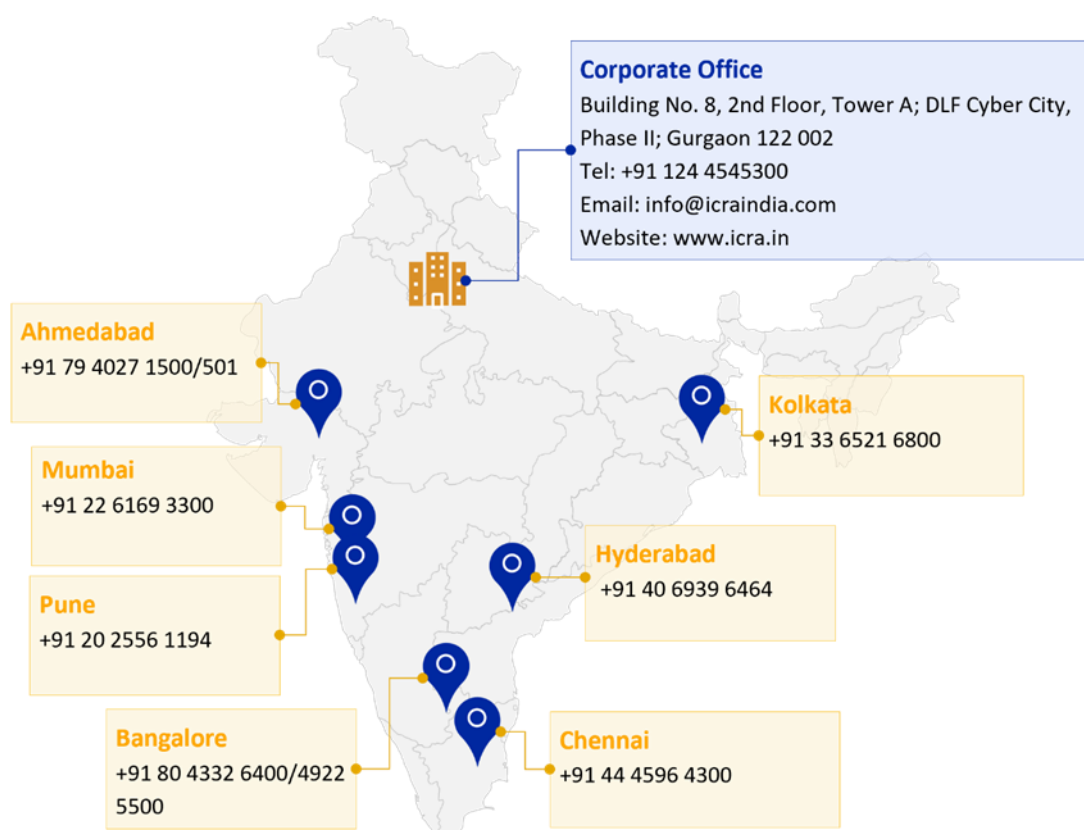 Corporate Office
Building No. 8, 2nd Floor, Tower A; DLF Cyber City,
Phase II; Gurgaon 122 002
Tel: +91 124 4545300
Email: info@icraindia.com
Website: www.icra.in
Ahmedabad
+91 79 4027 1500/501
Kolkata
+91 33 6521 6800
Mumbai
+91 22 6169 3300
Hyderabad
+91 40 6939 6464
Pune
+91 20 2556 1194
Bangalore
+91 80 4332 6400/4922
5500
Chennai
+91 44 4596 4300